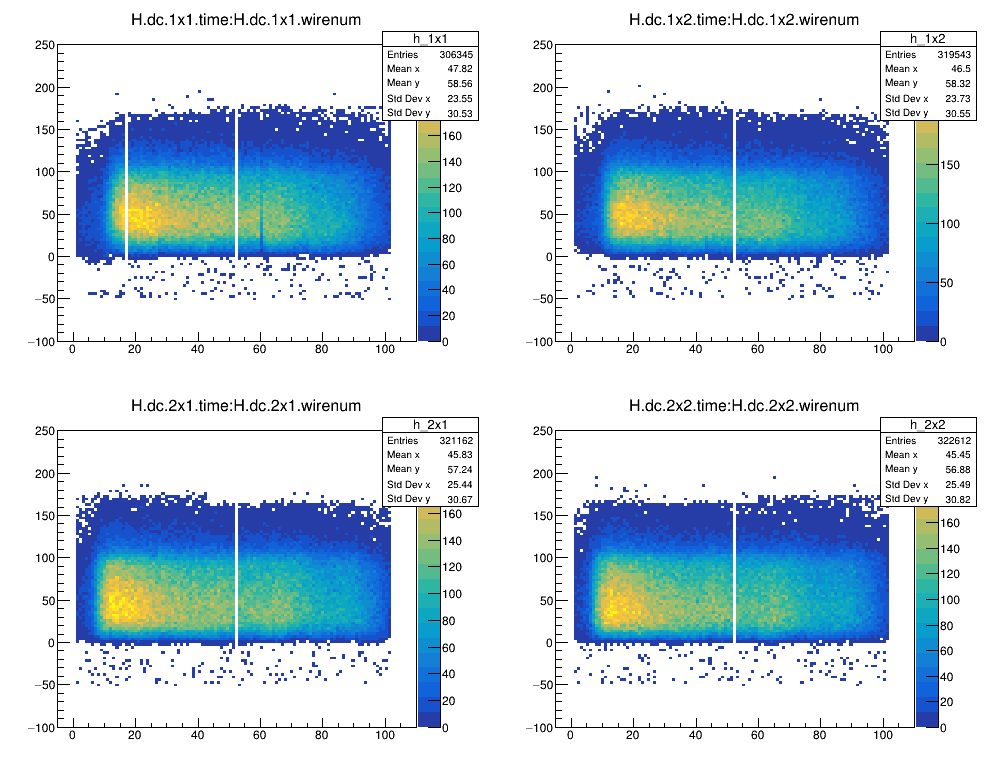 H.dc.1x1.time:H.dc.1x1.wirenum
h_1x1
Entries 306345
Mean x 47.82
Mean y 58.56
Std Dev x 23.55
Std Dev y 30.53
250
200
150
100
50
0
−50
−100
0 20 40 60 80 100
160
140
120
100
80
60
40
20
0
H.dc.1x2.time:H.dc.1x2.wirenum
h_1x2
Entries 319543
Mean x 46.5
Mean y 58.32
Std Dev x 23.73
Std Dev y 30.55
250
200
150
100
50
0
−50
−100
0 20 40 60 80 100
150
100
50
0
H.dc.2x1.time:H.dc.2x1.wirenum
h_2x1
Entries 321162
Mean x 45.83
Mean y 57.24
Std Dev x 25.44
Std Dev y 30.67
250
200
150
100
50
0
−50
−100
0 20 40 60 80 100
160
140
120
100
80
60
40
20
0
H.dc.2x2.time:H.dc.2x2.wirenum
h_2x2
Entries 322612
Mean x 45.45
Mean y 56.88
Std Dev x 25.49
Std Dev y 30.82
250
200
150
100
50
0
−50
−100
0 20 40 60 80 100
160
140
120
100
80
60
40
20
0